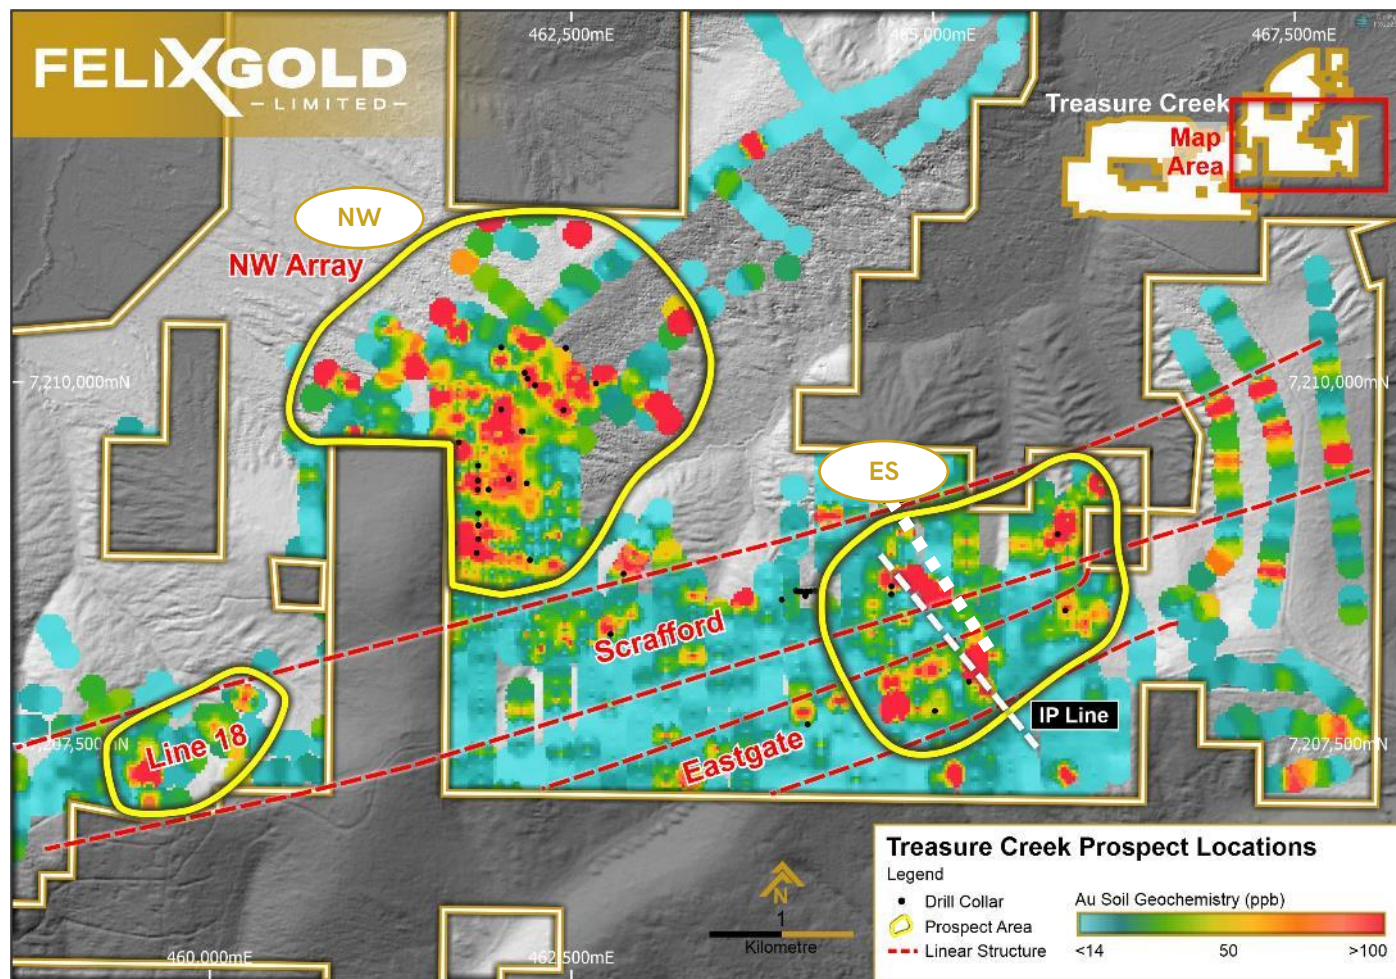 FELIXGOLD
LIMITED
462,500mE
465,000mE
467,500mE
Treasure Creek
Map
Area
NW
NW Array
7,210,000mN
7,210,000mN
ES
Scrafford
IP Line
Line 18
7,207,500mN
Eastgate
7,207,500mN
460,000mE
462,500mE
N
1
Kilometre
Treasure Creek Prospect Locations
Legend
Drill Collar
Prospect Area
Linear Structure
Au Soil Geochemistry (ppb)
<14 50 >100